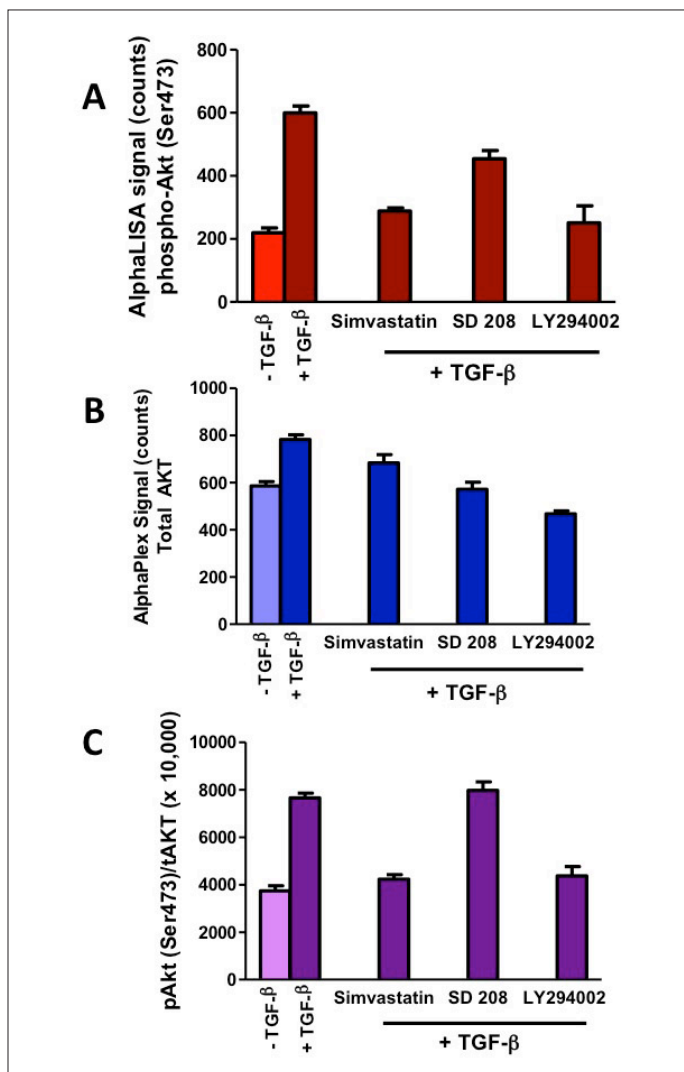 A
AlphaLISA signal (counts)
phospho-Akt (Ser473)
800
600
400
200
0
- TGF-β
+ TGF-β
Simvastatin
SD 208
LY294002
+ TGF-β
B
AlphaPlex Signal (counts)
Total AKT
1000
800
600
400
200
0
- TGF-β
+ TGF-β
Simvastatin
SD 208
LY294002
+ TGF-β
C
pAkt (Ser473)/tAKT (x 10,000)
10000
8000
6000
4000
2000
0
- TGF-β
+ TGF-β
Simvastatin
SD 208
LY294002
+ TGF-β